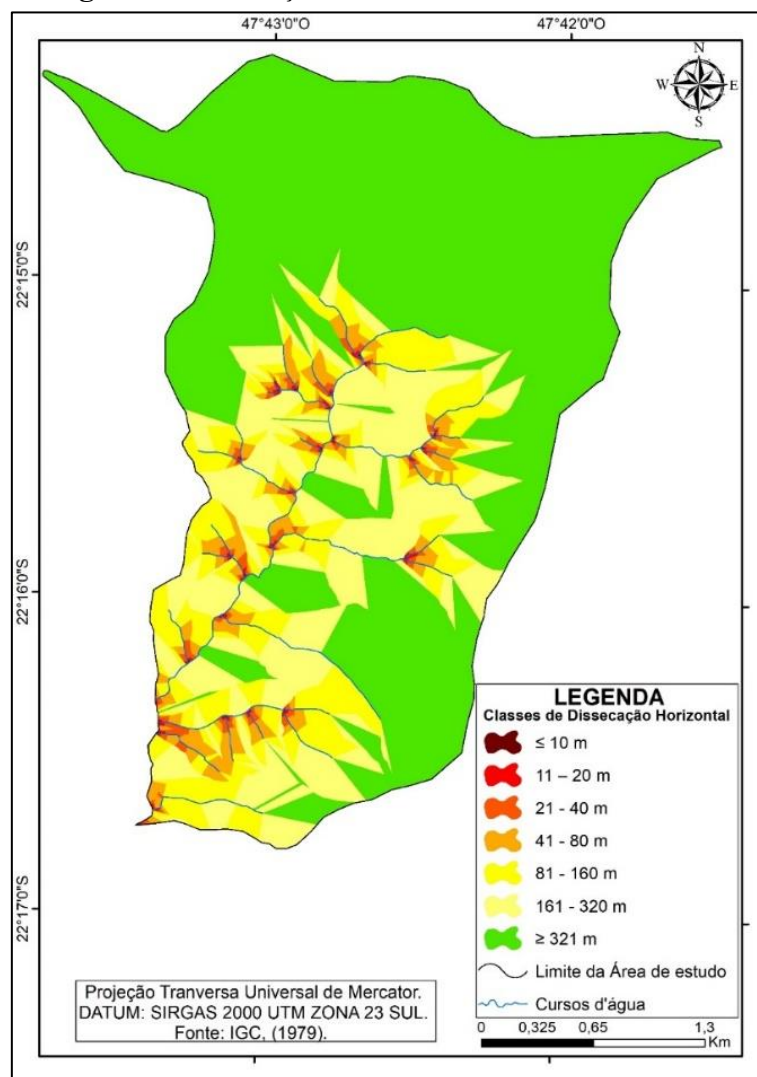 47°43'0"O 47°42'0"O
N
W E
S
22°15'0"S
22°16'0"S
22°17'0"S
LEGENDA
Classes de Dissecação Horizontal
≤ 10 m
11 – 20 m
21 - 40 m
41 - 80 m
81 - 160 m
161 - 320 m
≥ 321 m
Limite da Área de estudo
Cursos d'água
0 0,325 0,65 1,3
Km
Projeção Tranversa Universal de Mercator.
DATUM: SIRGAS 2000 UTM ZONA 23 SUL.
Fonte: IGC, (1979).